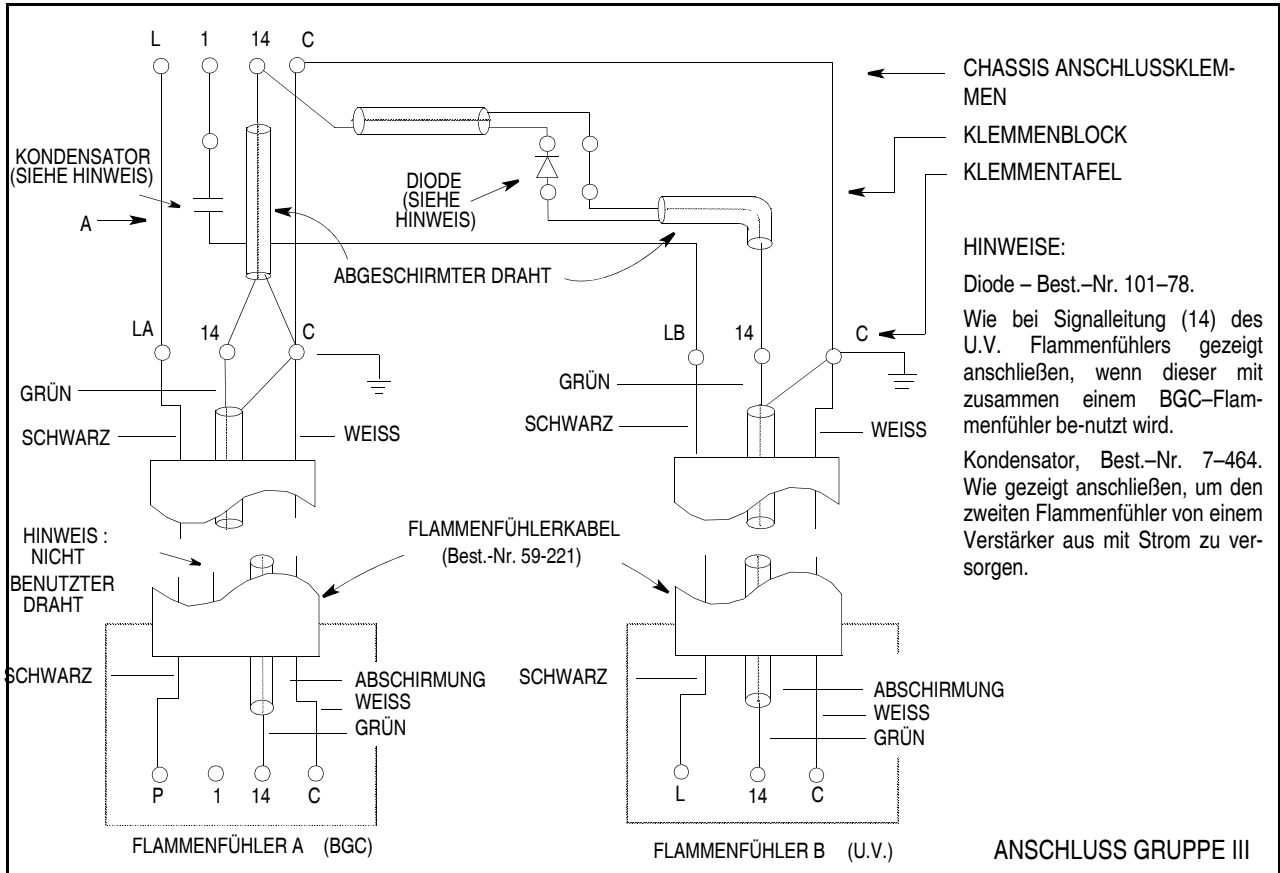 L 1 14 C
CHASSIS ANSCHLUSSKLEM-
MEN
KLEMMENBLOCK
KLEMMENTAFEL
KONDENSATOR
(SIEHE HINWEIS)
A
DIODE
(SIEHE
HINWEIS)
ABGESCHIRMTER DRAHT
HINWEISE:
Diode – Best.–Nr. 101–78.
Wie bei Signalleitung (14) des
U.V. Flammenfühlers gezeigt
anschließen, wenn dieser mit
zusammen einem BGC–Flam-
menfühler be-nutzt wird.
Kondensator, Best.–Nr. 7–464.
Wie gezeigt anschließen, um den
zweiten Flammenfühler von einem
Verstärker aus mit Strom zu ver-
sorgen.
LA 14 C
LB 14 C
GRÜN
SCHWARZ
WEISS
GRÜN
SCHWARZ
WEISS
HINWEIS :
NICHT
BENUTZTER
DRAHT
FLAMMENFÜHLERKABEL
(Best.-Nr. 59-221)
SCHWARZ
ABSCHIRMUNG
WEISS
GRÜN
P 1 14 C
FLAMMENFÜHLER A (BGC)
SCHWARZ
ABSCHIRMUNG
WEISS
GRÜN
L 14 C
FLAMMENFÜHLER B (U.V.)
ANSCHLUSS GRUPPE III